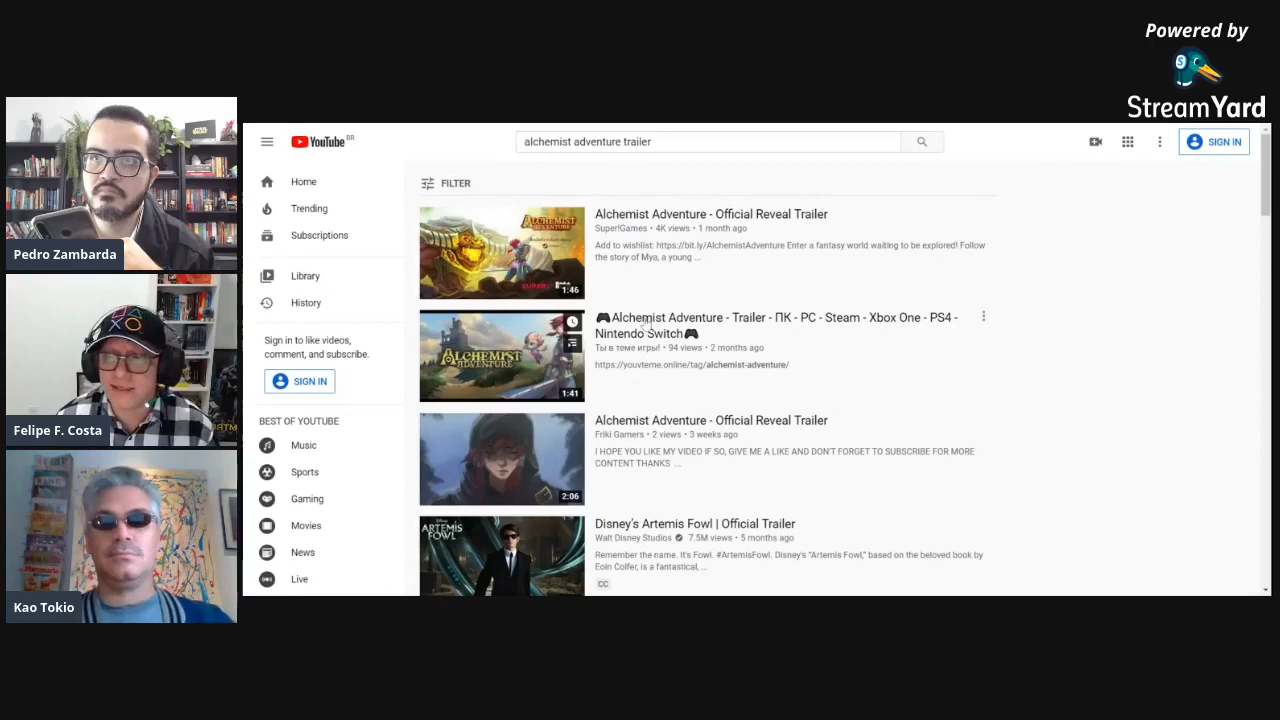 Powered by
StreamYard
Pedro Zambarda
Felipe F. Costa
Kao Tokio
YouTube BR
alchemist adventure trailer
SIGN IN
Home
Trending
Subscriptions
Library
History
Sign in to like videos,
comment, and subscribe.
SIGN IN
BEST OF YOUTUBE
Music
Sports
Gaming
Movies
News
Live
FILTER
ALCHEMIST
ADVENTURE
SUPER!
1:46
Alchemist Adventure - Official Reveal Trailer
Super!Games • 4K views • 1 month ago
Add to wishlist: https://bit.ly/AlchemistAdventure Enter a fantasy world waiting to be explored! Follow
the story of Mya, a young ...
ALCHEMIST
ADVENTURE
1:41
🎮Alchemist Adventure - Trailer - ПК - PC - Steam - Xbox One - PS4 -
Nintendo Switch🎮
Ты в теме игры! • 94 views • 2 months ago
https://youvteme.online/tag/alchemist-adventure/
2:06
Alchemist Adventure - Official Reveal Trailer
Friki Gamers • 2 views • 3 weeks ago
I HOPE YOU LIKE MY VIDEO IF SO, GIVE ME A LIKE AND DON'T FORGET TO SUBSCRIBE FOR MORE
CONTENT THANKS ...
Disney
ARTEMIS
FOWL
Disney's Artemis Fowl | Official Trailer
Walt Disney Studios • 7.5M views • 5 months ago
Remember the name. It's Fowl. #ArtemisFowl. Disney's "Artemis Fowl," based on the beloved book by
Eoin Colfer, is a fantastical, ...
CC